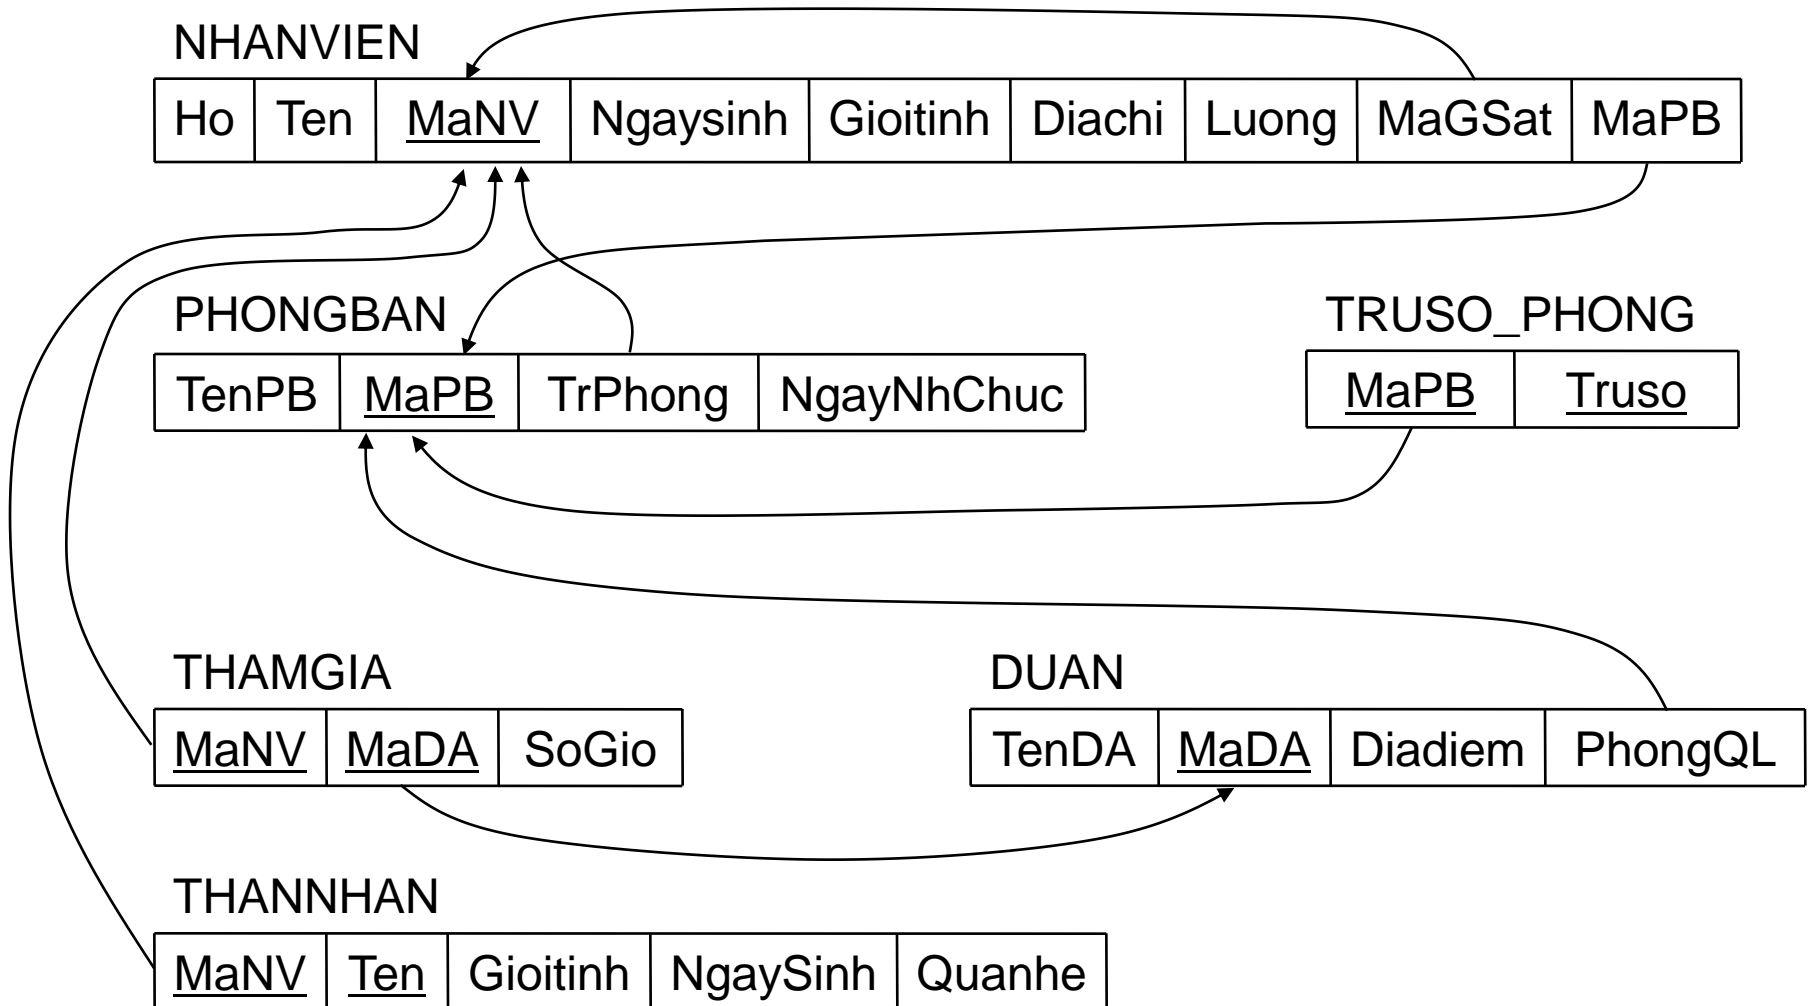 NHANVIEN
Ho Ten MaNV Ngaysinh Gioitinh Diachi Luong MaGSat MaPB
PHONGBAN TRUSO_PHONG
TenPB MaPB TrPhong NgayNhChuc MaPB Truso
THAMGIA DUAN
MaNV MaDA SoGio TenDA MaDA Diadiem PhongQL
THANNHAN
MaNV Ten Gioitinh NgaySinh Quanhe